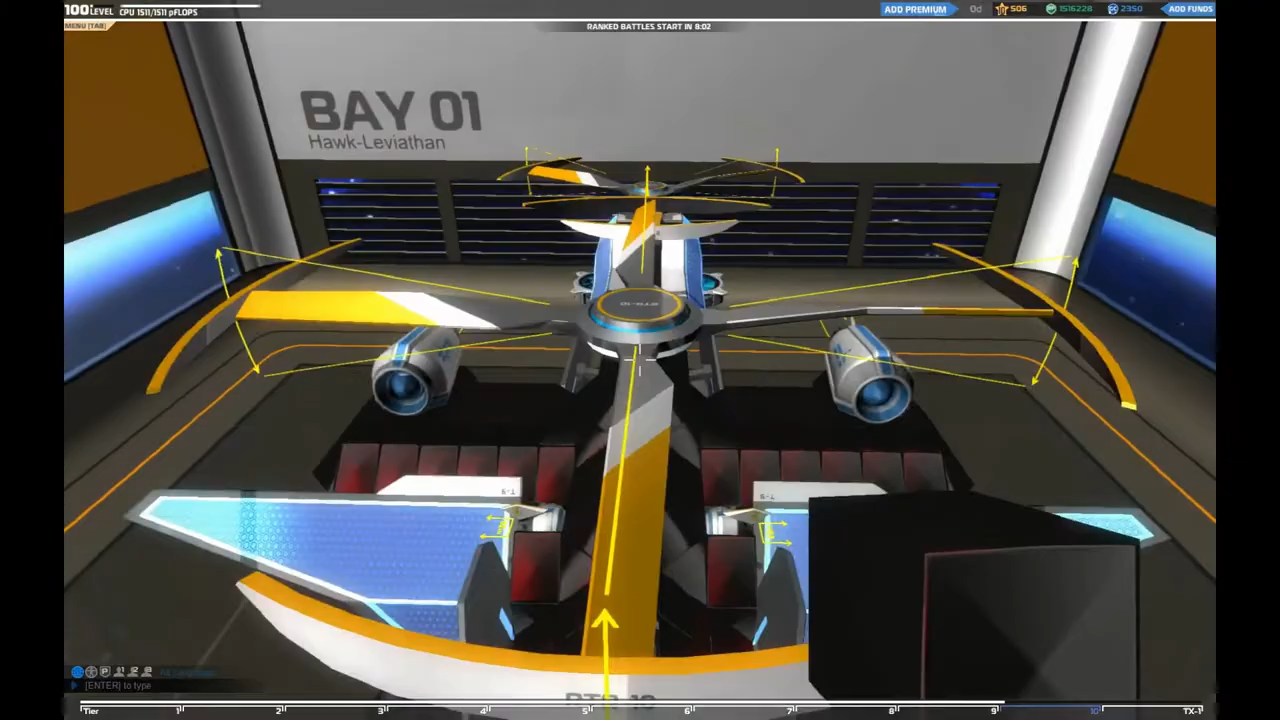 100:LEVEL CPU 1511/1511 pFLOPS
ADD PREMIUM 0d 506 1516228 2350 ADD FUNDS
MENU [TAB]
RANKED BATTLES START IN 8:02
BAY 01
Hawk-Leviathan
[ENTER] to type
Tier 1 2 3 4 5 6 7 8 9 10 TX-1